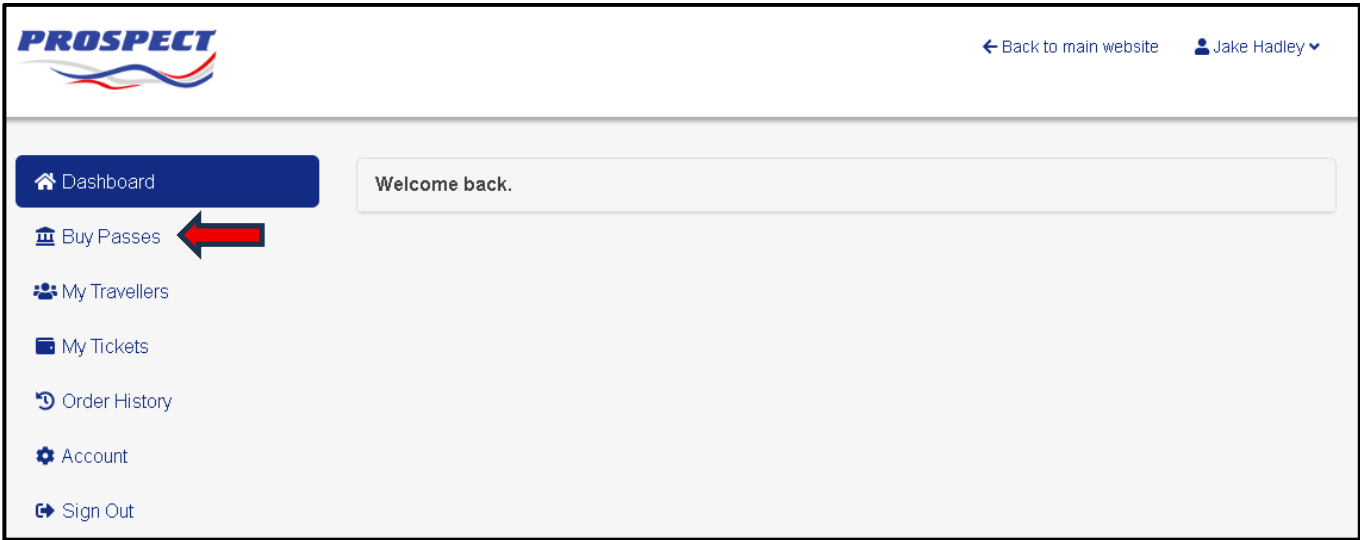 PROSPECT
Back to main website Jake Hadley
Dashboard
Welcome back.
Buy Passes
My Travellers
My Tickets
Order History
Account
Sign Out